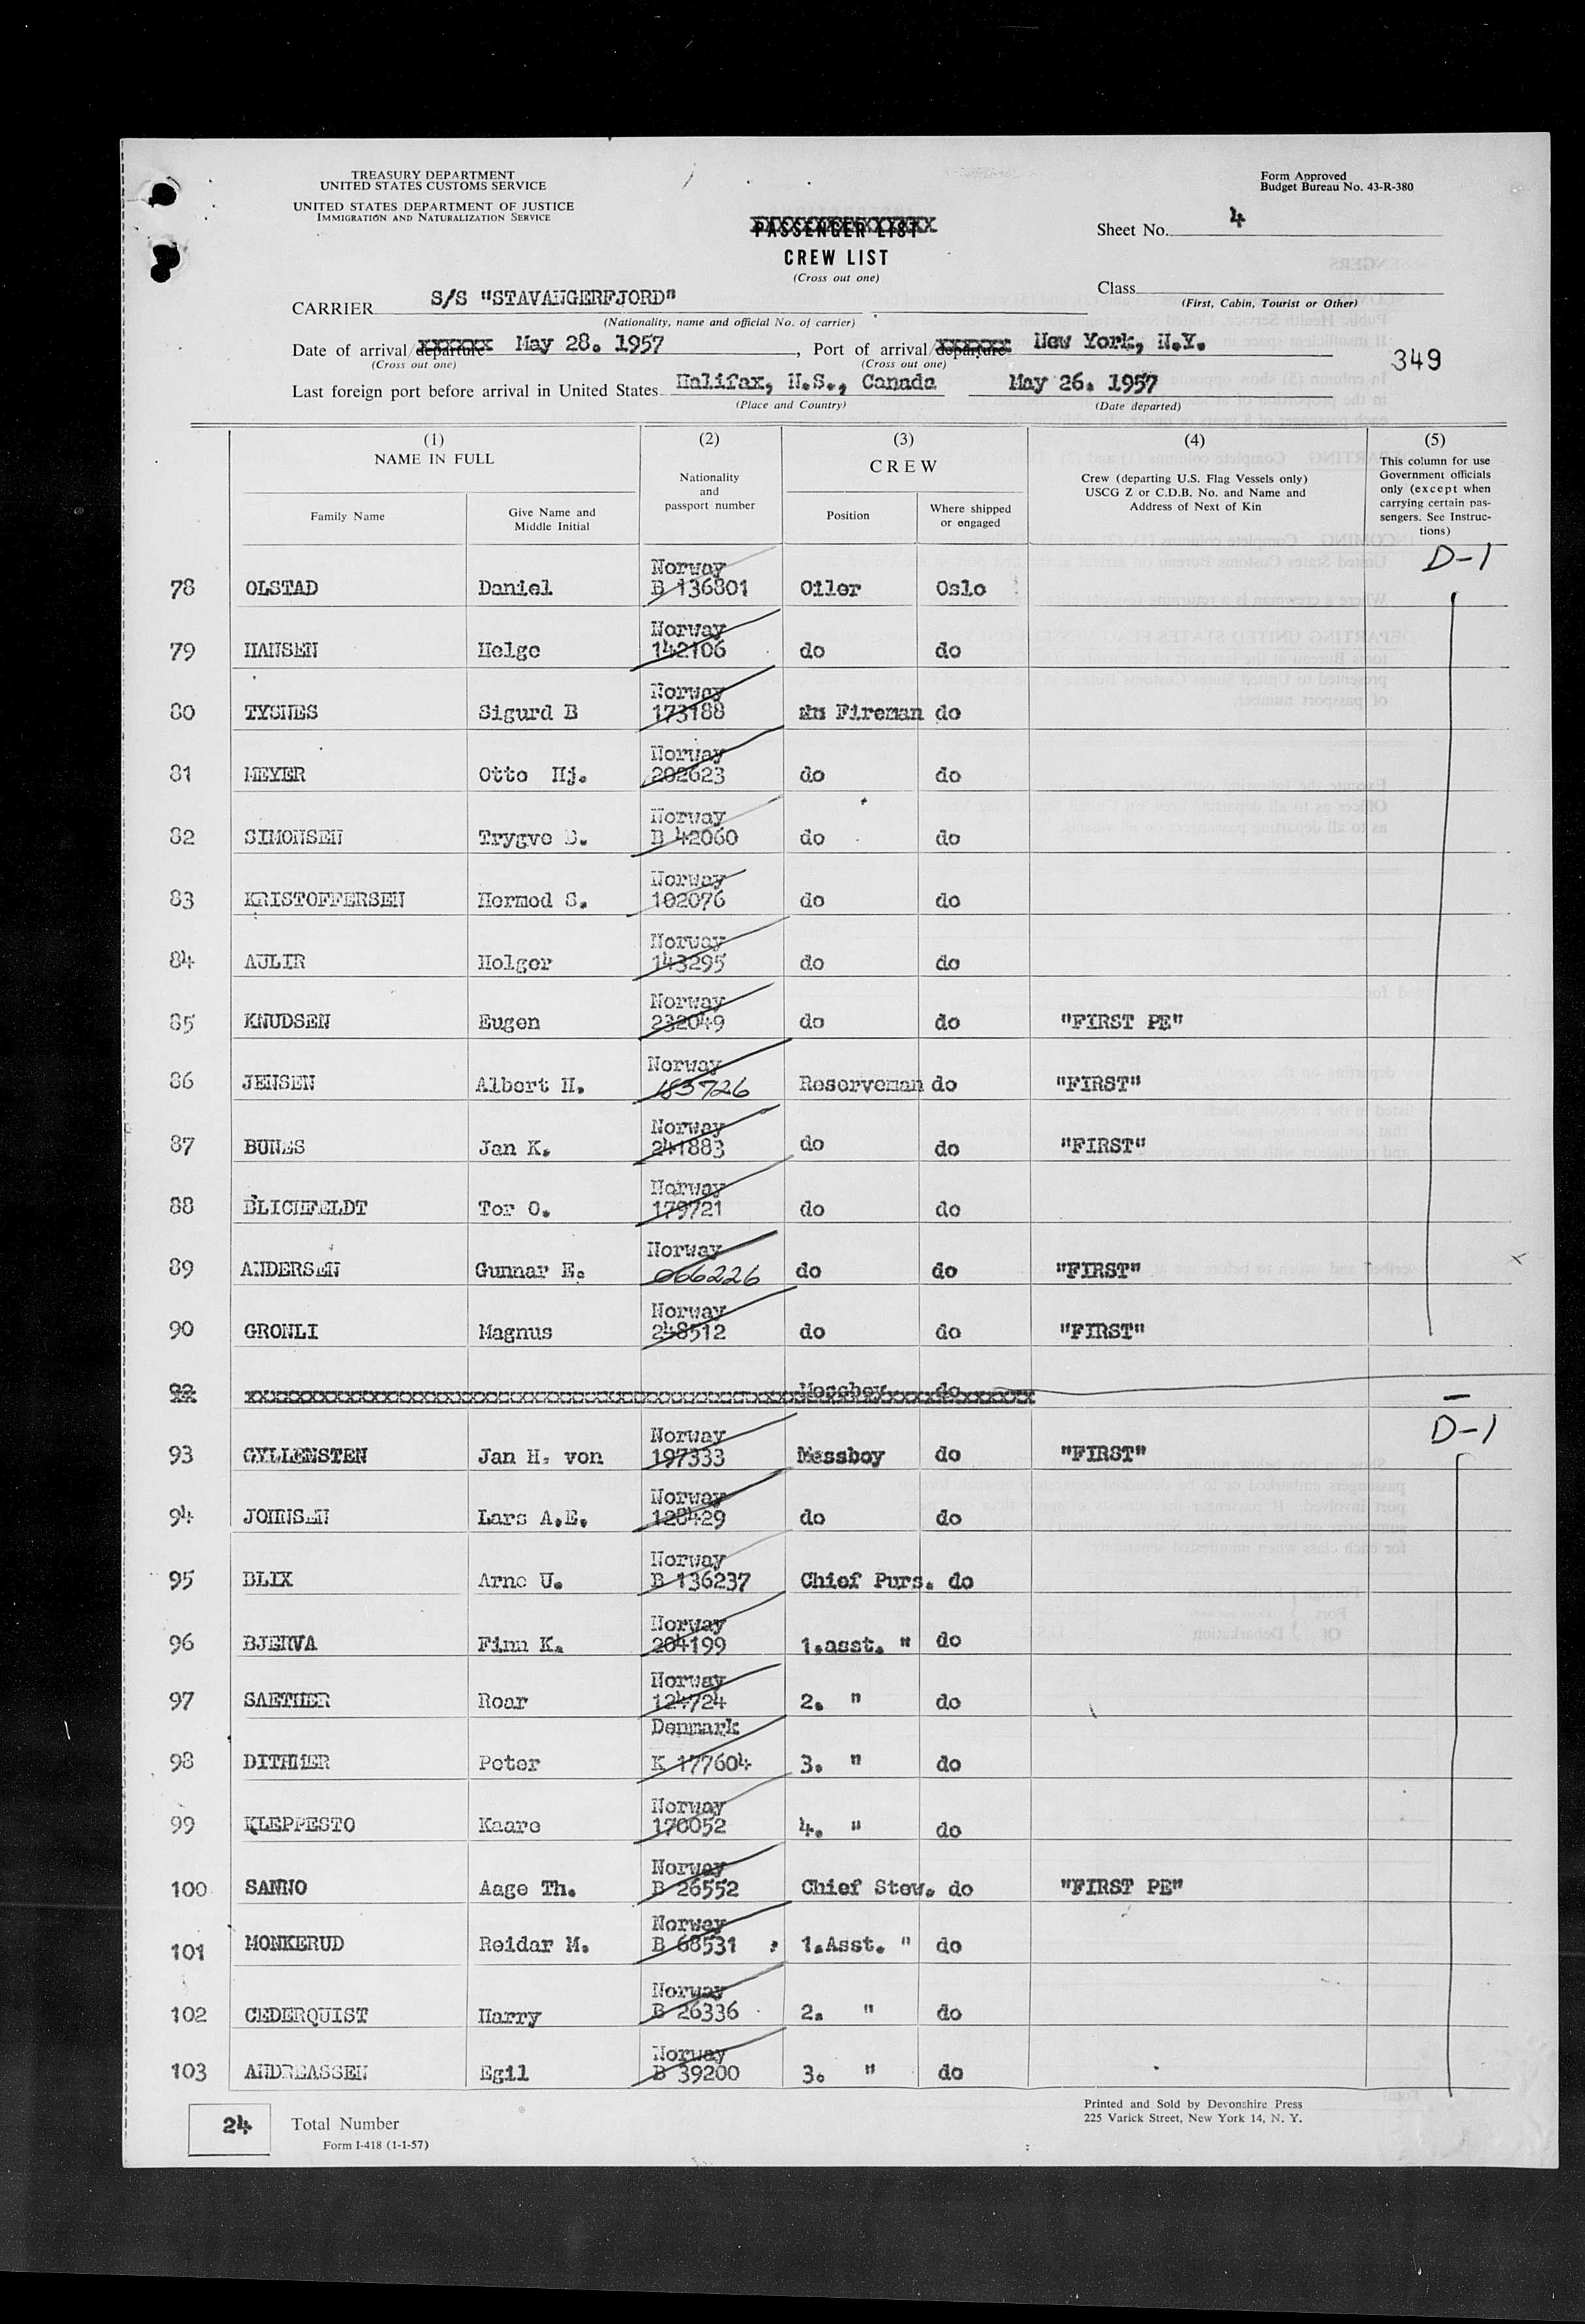 TREASURY DEPARTMENT
UNITED STATES CUSTOMS SERVICE
UNITED STATES DEPARTMENT OF JUSTICE
IMMIGRATION AND NATURALIZATION SERVICE
Form Approved
Budget Bureau No. 43-R-380
PASSENGER LIST
CREW LIST
(Cross out one)
Sheet No. 4
Class
(First, Cabin, Tourist or Other)
CARRIER S/S "STAVANGERFJORD"
(Nationality, name and official No. of carrier)
Date of arrival/departure May 28. 1957, Port of arrival/departure New York, N.Y.
(Cross out one) (Cross out one)
349
Last foreign port before arrival in United States Halifax, N.S., Canada May 26. 1957
(Place and Country) (Date departed)
(1) (2) (3) (4) (5)
NAME IN FULL
Family Name
Give Name and Middle Initial
Nationality and passport number
CREW
Position
Where shipped or engaged
Crew (departing U.S. Flag Vessels only)
USCG Z or C.D.B. No. and Name and
Address of Next of Kin
This column for use
Government officials
only (except when
carrying certain pas-
sengers. See Instruc-
tions)
D-1
78 OLSTAD Daniel Norway B 136801 Oiler Oslo
79 HANSEN Helge Norway 142106 do do
80 TYSNES Sigurd B Norway 173188 Fireman do
81 MEYER Otto Hj. Norway 202623 do do
82 SIMONSEN Trygve Norway B 42060 do do
83 KRISTOFFERSEN Hermod S. Norway 102076 do do
84 AULIR Holger Norway 143295 do do
85 KNUDSEN Eugen Norway 232049 do do "FIRST PE"
86 JENSEN Albert H. Norway 183726 Reserveman do "FIRST"
87 BUNES Jan K. Norway 241883 do do "FIRST"
88 BLICHFELDT Tor O. Norway 179721 do do
89 ANDERSEN Gunnar E. Norway 066226 do do "FIRST"
90 GRONLI Magnus Norway 248512 do do "FIRST"
Messboy do
D-1
93 GYLLENSTEN Jan H. von Norway 197333 Messboy do "FIRST"
94 JOHNSEN Lars A.E. Norway 128429 do do
95 BLIX Arne U. Norway B 136237 Chief Purs. do
96 BJERVA Finn K. Norway 204199 1.asst. " do
97 SAETHER Roar Norway 124724 2. " do
98 DITHMER Peter Denmark K 177604 3. " do
99 KLEPPESTO Kaare Norway 170052 4. " do
100 SANNO Aage Th. Norway B 26552 Chief Stew. do "FIRST PE"
101 MONKERUD Reidar M. Norway B 68531 1.Asst. " do
102 CEDERQUIST Harry Norway B 26336 2. " do
103 ANDREASSEN Egil Norway B 39200 3. " do
24 Total Number
Form I-418 (1-1-57)
Printed and Sold by Devonshire Press
225 Varick Street, New York 14, N. Y.